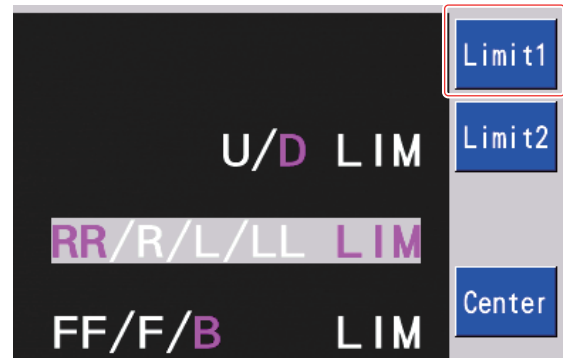 Limit1
U/D LIM
Limit2
RR/R/L/LL LIM
FF/F/B LIM
Center